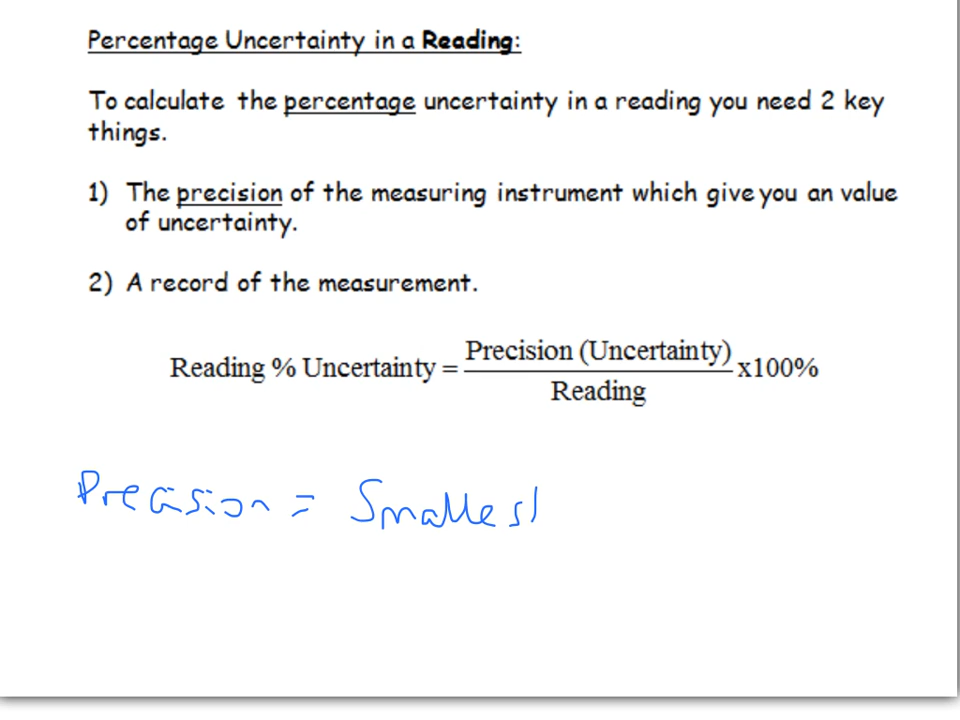 Percentage Uncertainty in a Reading:
To calculate the percentage uncertainty in a reading you need 2 key
things.
1) The precision of the measuring instrument which give you an value
of uncertainty.
2) A record of the measurement.
Reading % Uncertainty = Precision (Uncertainty) / Reading x100%
Precision = Smallest